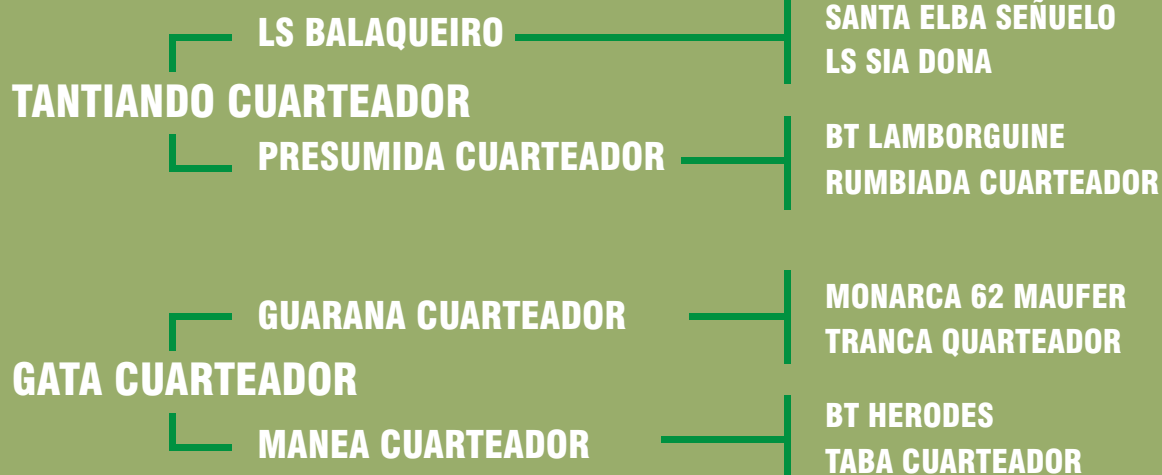 SANTA ELBA SEÑUELO
LS BALAQUEIRO
LS SIA DONA
TANTIANDO CUARTEADOR
BT LAMBORGUINE
PRESUMIDA CUARTEADOR
RUMBIADA CUARTEADOR
MONARCA 62 MAUFER
GUARANA CUARTEADOR
TRANCA QUARTEADOR
GATA CUARTEADOR
BT HERODES
MANEA CUARTEADOR
TABA CUARTEADOR